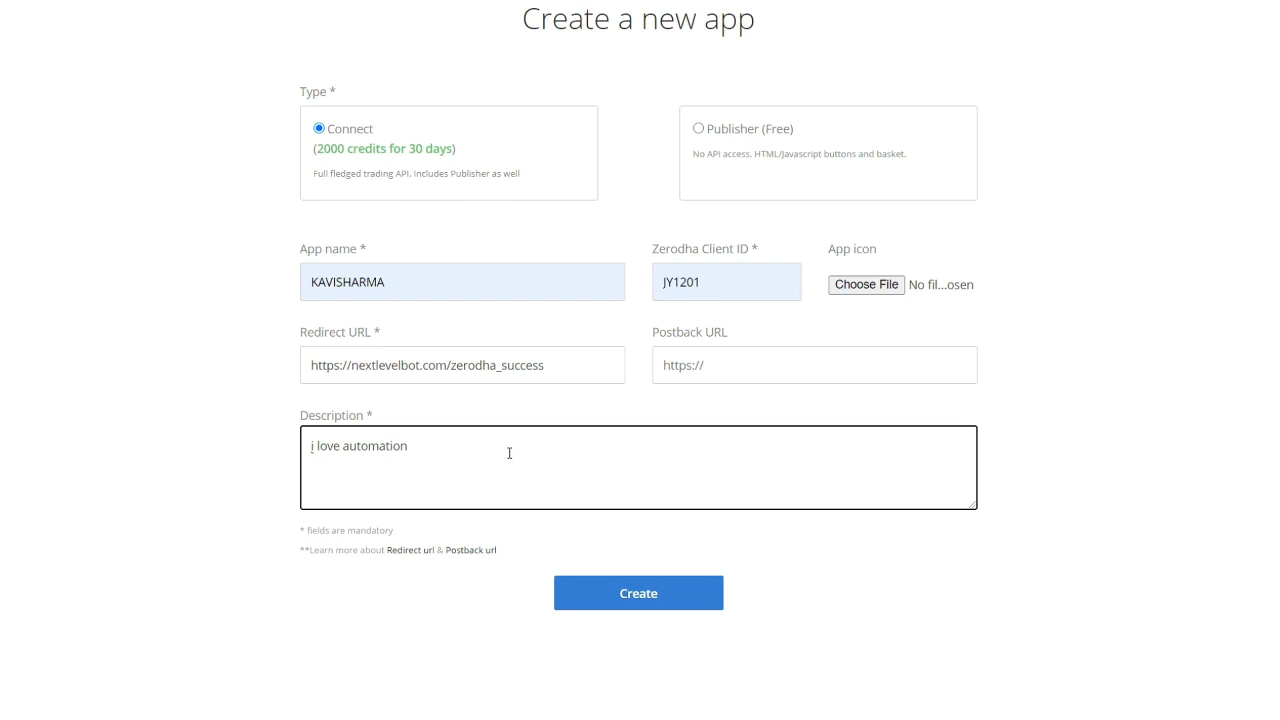 Create a new app
Type *
Connect
(2000 credits for 30 days)
Full fledged trading API. Includes Publisher as well
Publisher (Free)
No API access. HTML/Javascript buttons and basket.
App name *
Zerodha Client ID *
App icon
KAVISHARMA
JY1201
Choose File No fil...osen
Redirect URL *
Postback URL
https://nextlevelbot.com/zerodha_success
https://
Description *
i love automation
* fields are mandatory
**Learn more about Redirect url & Postback url
Create